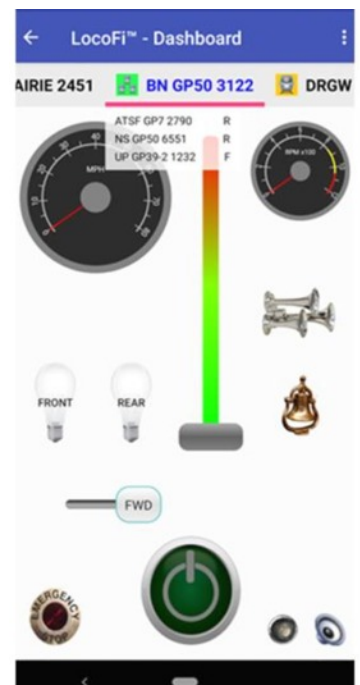 LocoFi™ - Dashboard
AIRIE 2451 BN GP50 3122 DRGW
ATSF GP7 2790 R
NS GP50 6551 R
UP GP39-2 1232 F
MPH
RPM x100
FRONT REAR
FWD
EMERGENCY
STOP